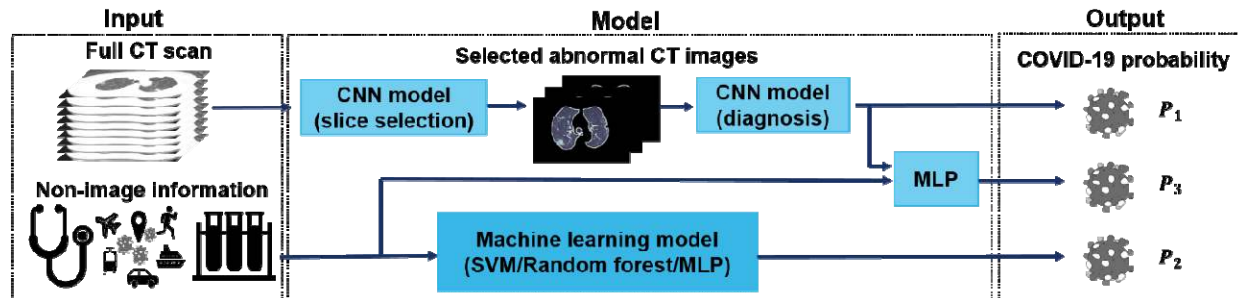 Input
Model
Output
Full CT scan
Selected abnormal CT images
COVID-19 probability
CNN model
(slice selection)
CNN model
(diagnosis)
P₁
Non-image information
MLP
P₃
Machine learning model
(SVM/Random forest/MLP)
P₂